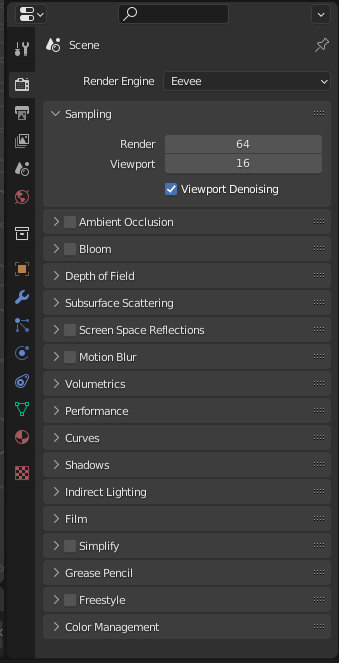 Scene
Render Engine Eevee
Sampling
Render 64
Viewport 16
Viewport Denoising
Ambient Occlusion
Bloom
Depth of Field
Subsurface Scattering
Screen Space Reflections
Motion Blur
Volumetrics
Performance
Curves
Shadows
Indirect Lighting
Film
Simplify
Grease Pencil
Freestyle
Color Management